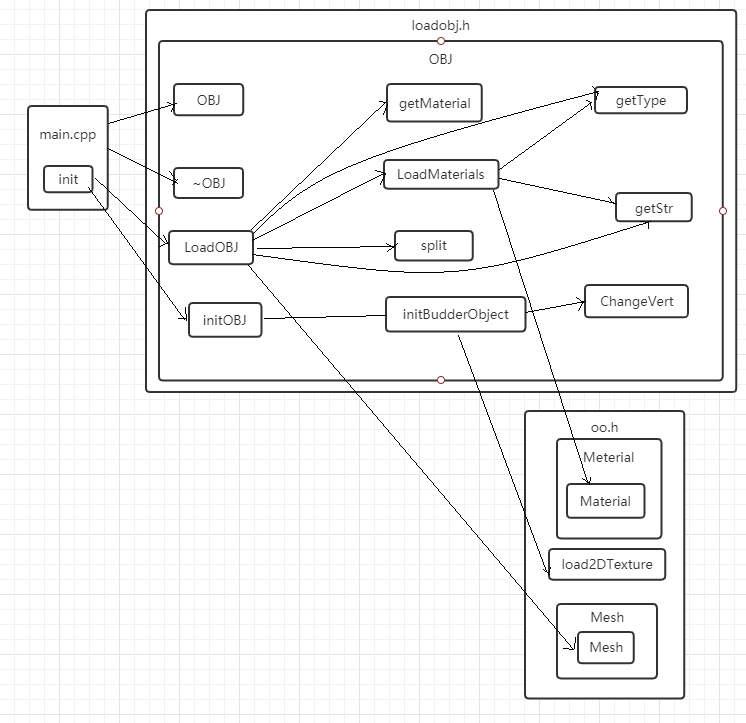 loadobj.h
OBJ
OBJ
getMaterial
getType
main.cpp
init
~OBJ
LoadMaterials
getStr
LoadOBJ
split
initOBJ
initBudderObject
ChangeVert
oo.h
Meterial
Material
load2DTexture
Mesh
Mesh